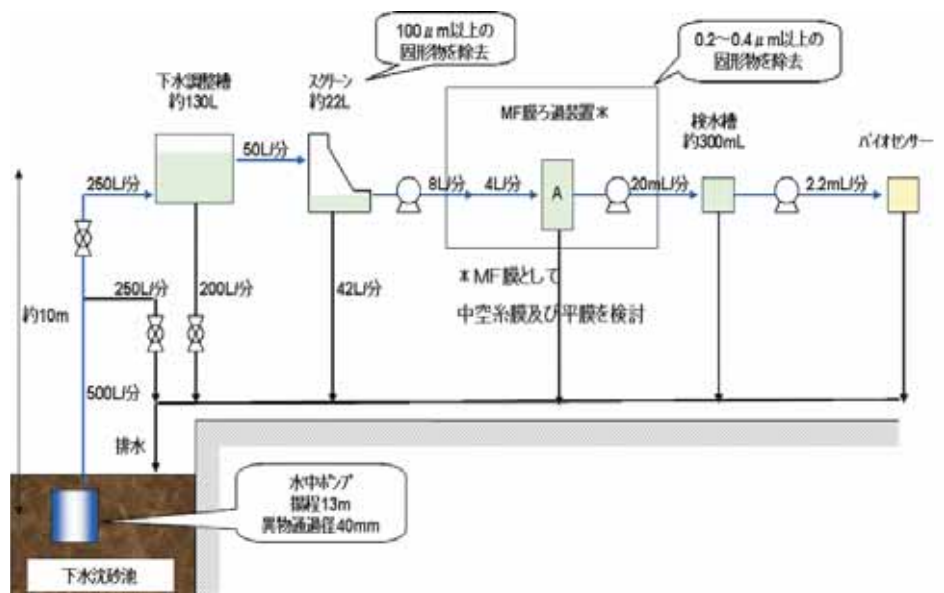 100μm以上の
固形物を除去
0.2～0.4μm以上の
固形物を除去
下水調整槽
約130L
スクリーン
約22L
MF膜ろ過装置*
検水槽
約300mL
バイオセンサー
250L/分
50L/分
8L/分
4L/分
A
20mL/分
2.2mL/分
250L/分
200L/分
42L/分
*MF膜として
中空糸膜及び平膜を検討
約10m
500L/分
排水
水中ポンプ
揚程13m
異物通過径40mm
下水沈砂池